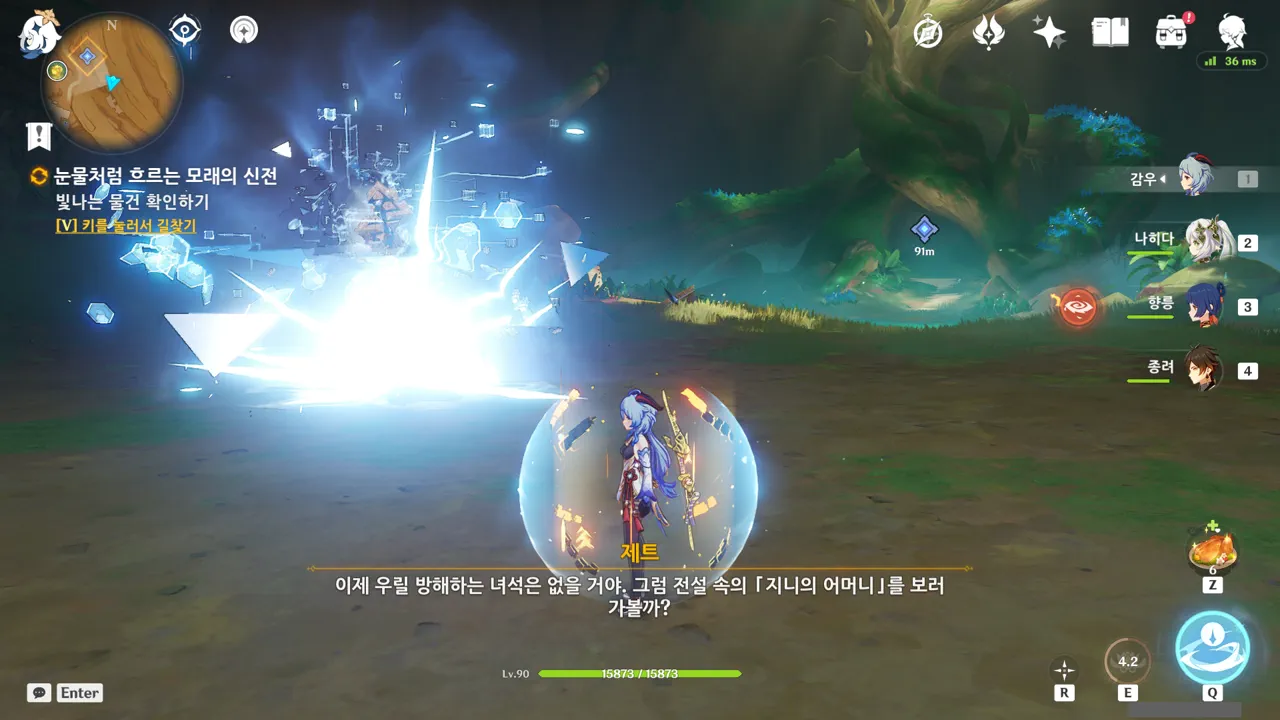 N
36 ms
눈물처럼 흐르는 모래의 신전
빛나는 물건 확인하기
[V] 키를 눌러서 길찾기
91m
감우
1
나히다
2
향릉
3
종려
4
제트
이제 우릴 방해하는 녀석은 없을 거야. 그럼 전설 속의 「지니의 어머니」를 보러
가볼까?
6
Z
Lv.90
15873 / 15873
4.2
R
E
Q
Enter